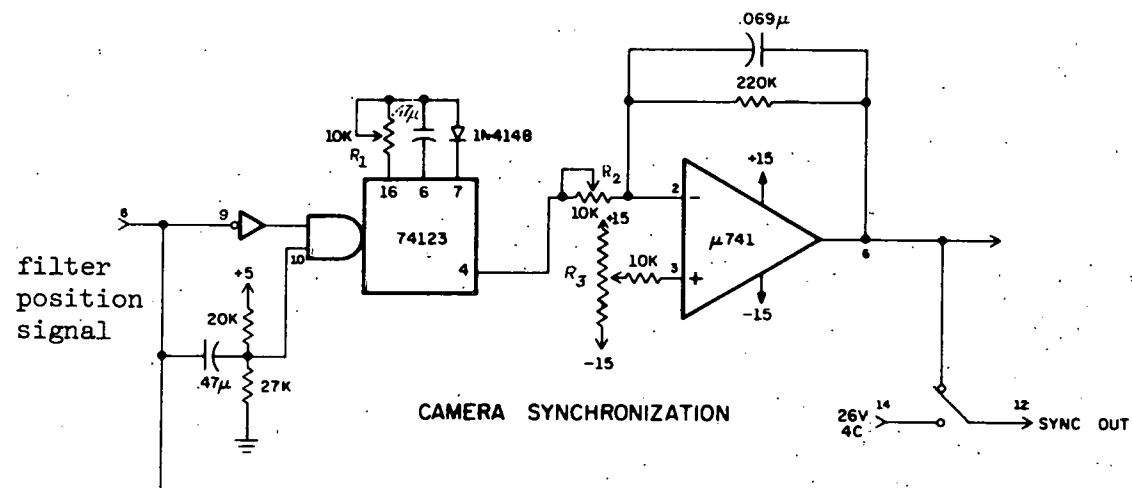 .069µ
220K
.47µ
10K
R1
1N4148
16 6 7
74123
4
6
9
10
filter
position
signal
+5
20K
.47µ
27K
R2
10K
+15
R3
10K
-15
2
-
3
+
µ741
+15
-15
6
CAMERA SYNCHRONIZATION
26V
4C
14
12
SYNC OUT